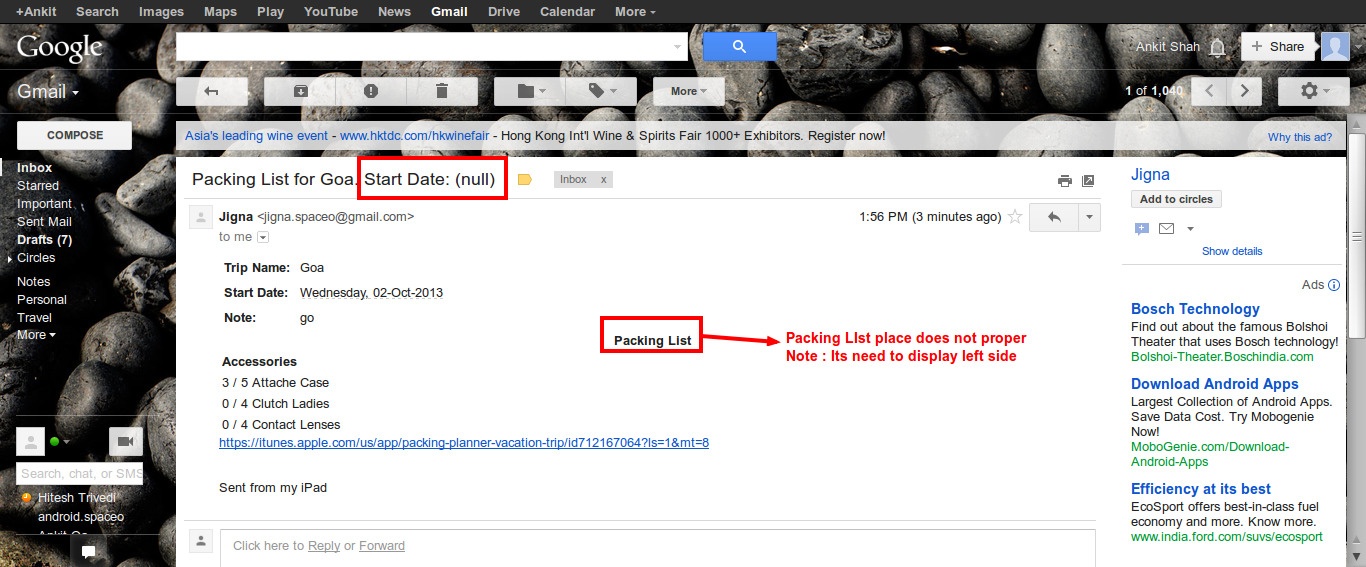 +Ankit Search Images Maps Play YouTube News Gmail Drive Calendar More
Google
Ankit Shah
+ Share
Gmail
More
1 of 1,040
COMPOSE
Asia's leading wine event - www.hktdc.com/hkwinefair - Hong Kong Int'l Wine & Spirits Fair 1000+ Exhibitors. Register now!
Why this ad?
Inbox
Starred
Important
Sent Mail
Drafts (7)
Circles
Notes
Personal
Travel
More
Search, chat, or SMS
Hitesh Trivedi
android.spaceo
Packing List for Goa. Start Date: (null)
Inbox x
Jigna <jigna.spaceo@gmail.com>
1:56 PM (3 minutes ago)
to me
Trip Name: Goa
Start Date: Wednesday, 02-Oct-2013
Note: go
Packing List
Packing LIst place does not proper
Note : Its need to display left side
Accessories
3 / 5 Attache Case
0 / 4 Clutch Ladies
0 / 4 Contact Lenses
https://itunes.apple.com/us/app/packing-planner-vacation-trip/id712167064?ls=1&mt=8
Sent from my iPad
Click here to Reply or Forward
Jigna
Add to circles
Show details
Ads
Bosch Technology
Find out about the famous Bolshoi
Theater that uses Bosch technology!
Bolshoi-Theater.Boschindia.com
Download Android Apps
Largest Collection of Android Apps.
Save Data Cost. Try Mobogenie
Now!
MoboGenie.com/Download-
Android-Apps
Efficiency at its best
EcoSport offers best-in-class fuel
economy and more. Know more.
www.india.ford.com/suvs/ecosport